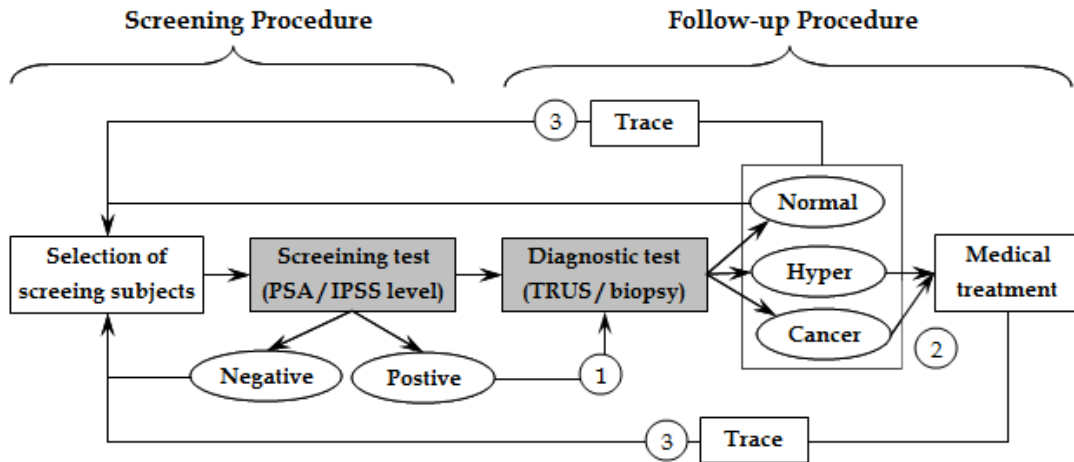 Screening Procedure
Follow-up Procedure
3
Trace
Normal
Selection of
screeing subjects
Screeining test
(PSA / IPSS level)
Diagnostic test
(TRUS / biopsy)
Hyper
Medical
treatment
Cancer
Negative
Postive
1
2
3
Trace